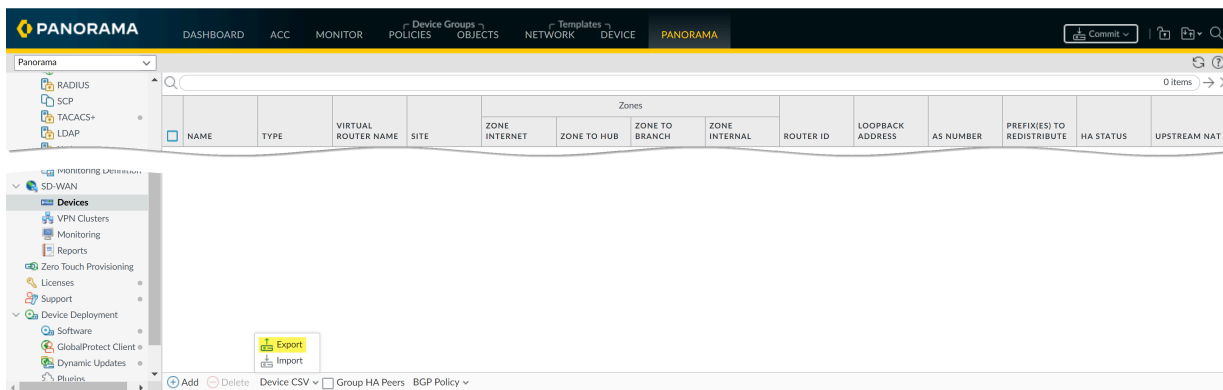 PANORAMA
Device Groups
Templates
DASHBOARD ACC MONITOR POLICIES OBJECTS NETWORK DEVICE PANORAMA
Commit
Panorama
RADIUS
SCP
TACACS+
LDAP
0 items
Zones
NAME TYPE VIRTUAL ROUTER NAME SITE ZONE INTERNET ZONE TO HUB ZONE TO BRANCH ZONE INTERNAL ROUTER ID LOOPBACK ADDRESS AS NUMBER PREFIX(ES) TO REDISTRIBUTE HA STATUS UPSTREAM NAT
Monitoring Definition
SD-WAN
Devices
VPN Clusters
Monitoring
Reports
Zero Touch Provisioning
Licenses
Support
Device Deployment
Software
GlobalProtect Client
Dynamic Updates
Plugins
Export
Import
Add Delete Device CSV Group HA Peers BGP Policy